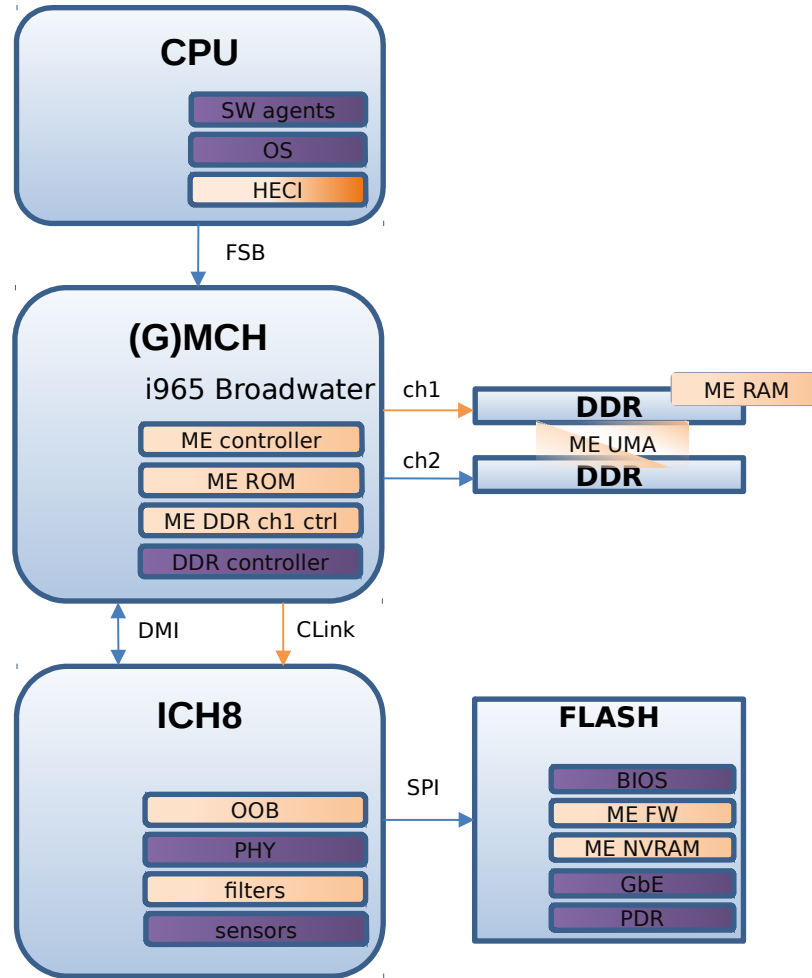 CPU
SW agents
OS
HECI
FSB
(G)MCH
i965 Broadwater
ME controller
ME ROM
ME DDR ch1 ctrl
DDR controller
ch1
ch2
DDR
ME RAM
ME UMA
DDR
DMI
CLink
ICH8
OOB
PHY
filters
sensors
SPI
FLASH
BIOS
ME FW
ME NVRAM
GbE
PDR